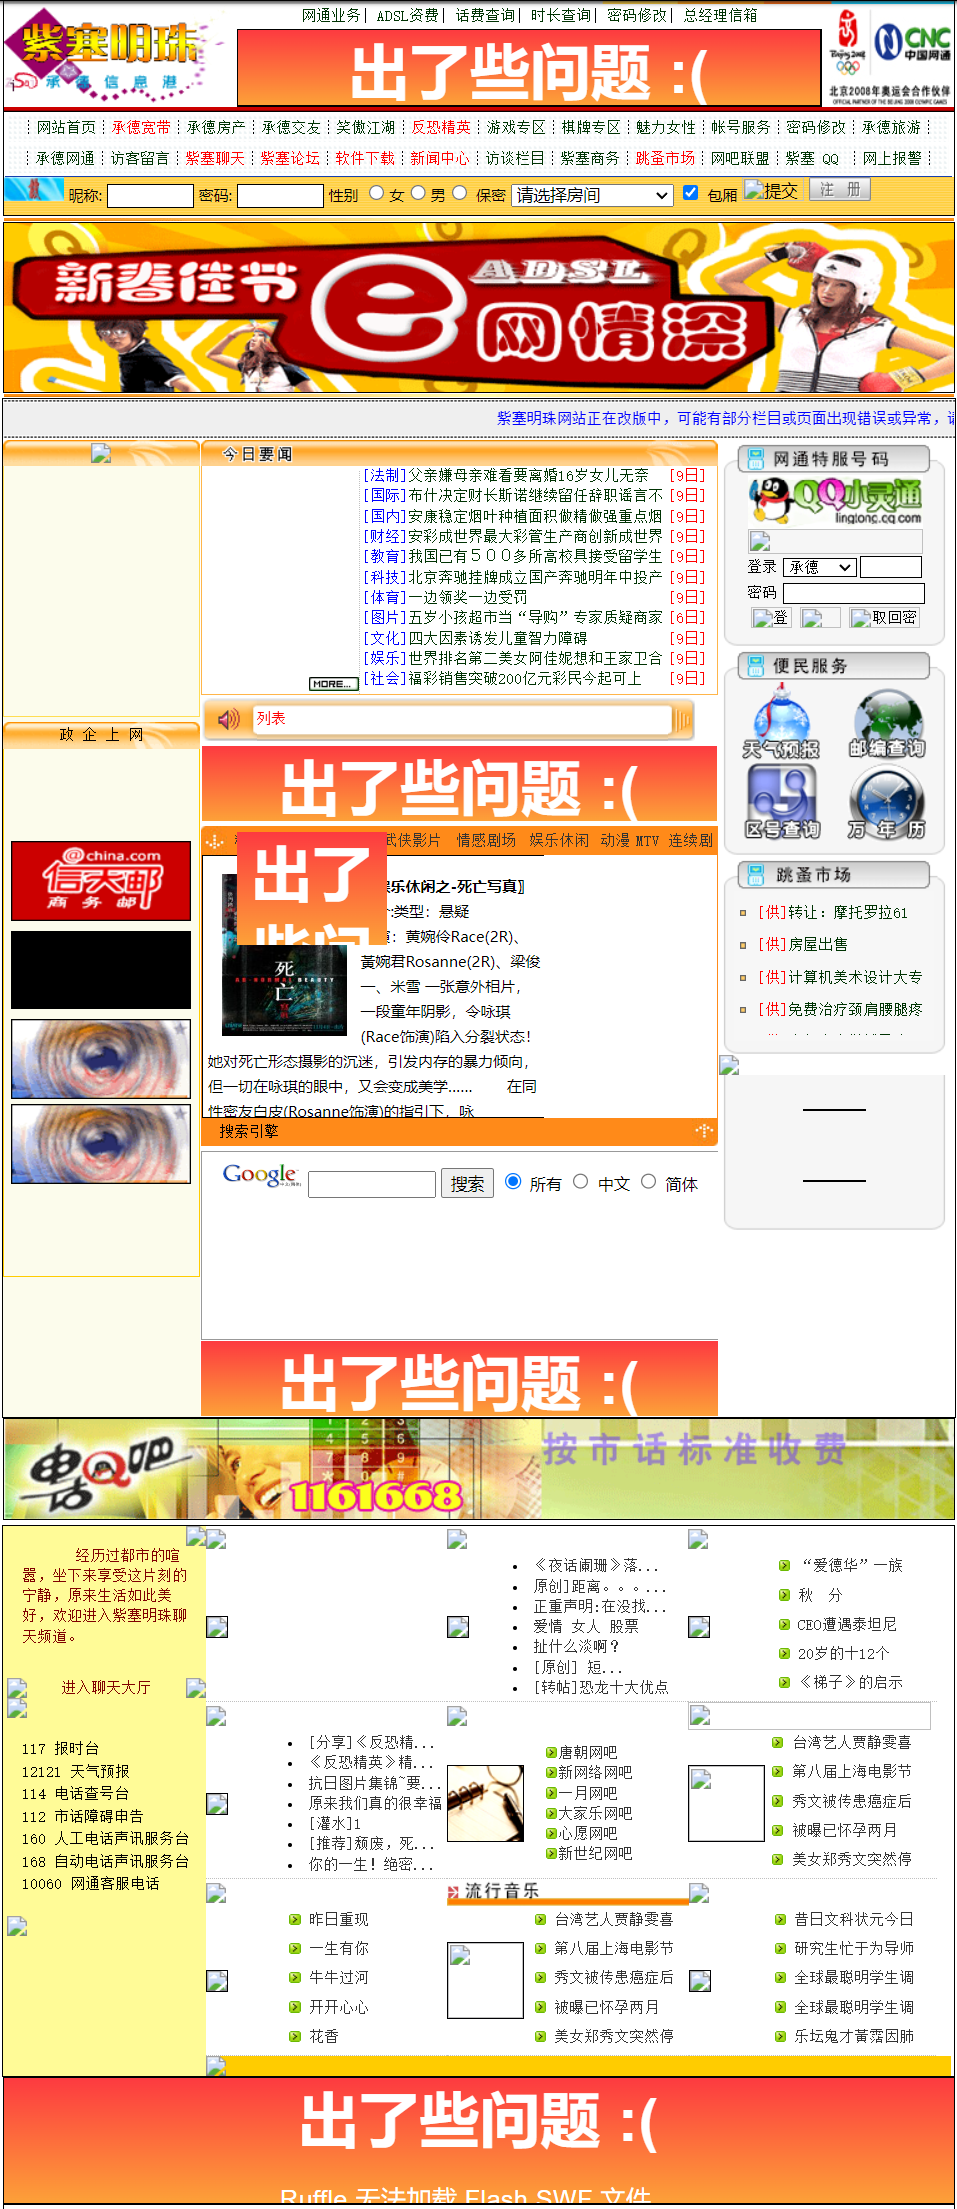 网通业务| ADSL资费| 话费查询| 时长查询| 密码修改| 总经理信箱
紫塞明珠
承德信息港
出了些问题 :(
Beijing 2008
CNC
中国网通
北京2008年奥运会合作伙伴
OFFICIAL PARTNER OF THE BEIJING 2008 OLYMPIC GAMES
网站首页 承德宽带 承德房产 承德交友 笑傲江湖 反恐精英 游戏专区 棋牌专区 魅力女性 帐号服务 密码修改 承德旅游
承德网通 访客留言 紫塞聊天 紫塞论坛 软件下载 新闻中心 访谈栏目 紫塞商务 跳蚤市场 网吧联盟 紫塞 QQ 网上报警
昵称: 密码: 性别 女 男 保密 请选择房间 包厢 提交 注 册
新春佳节 e ADSL 网情深
紫塞明珠网站正在改版中，可能有部分栏目或页面出现错误或异常，
今日要闻
[法制]父亲嫌母亲难看要离婚16岁女儿无奈 [9日]
[国际]布什决定财长斯诺继续留任辞职谣言不 [9日]
[国内]安康稳定烟叶种植面积做精做强重点烟 [9日]
[财经]安彩成世界最大彩管生产商创新成世界 [9日]
[教育]我国已有５００多所高校具接受留学生 [9日]
[科技]北京奔驰挂牌成立国产奔驰明年中投产 [9日]
[体育]一边领奖一边受罚 [9日]
[图片]五岁小孩超市当“导购”专家质疑商家 [6日]
[文化]四大因素诱发儿童智力障碍 [9日]
[娱乐]世界排名第二美女阿佳妮想和王家卫合 [9日]
[社会]福彩销售突破200亿元彩民今起可上 [9日]
MORE...
列表
出了些问题 :(
武侠影片 情感剧场 娱乐休闲 动漫 MTV 连续剧
出了
些问
乐休闲之-死亡写真〗
:类型：悬疑
：黄婉伶Race(2R)、
黃婉君Rosanne(2R)、梁俊
一、米雪 一张意外相片，
一段童年阴影，令咏琪
(Race饰演)陷入分裂状态！
她对死亡形态摄影的沉迷，引发内存的暴力倾向，
但一切在咏琪的眼中，又会变成美学...... 在同
性密友白皮(Rosanne饰演)的指引下，咏
死亡
搜索引擎
Google 搜索 所有 中文 简体
出了些问题 :(
政 企 上 网
@china.com
信天邮
商务邮
网通特服号码
QQ小灵通
linglong.qq.com
登录 承德
密码
登 取回密
便民服务
天气预报 邮编查询
区号查询 万年历
跳蚤市场
[供]转让：摩托罗拉61
[供]房屋出售
[供]计算机美术设计大专
[供]免费治疗颈肩腰腿疼
电话Q吧 1161668 按市话标准收费
经历过都市的喧
嚣，坐下来享受这片刻的
宁静，原来生活如此美
好，欢迎进入紫塞明珠聊
天频道。
进入聊天大厅
117 报时台
12121 天气预报
114 电话查号台
112 市话障碍申告
160 人工电话声讯服务台
168 自动电话声讯服务台
10060 网通客服电话
《夜话阑珊》落...
原创]距离。。。...
正重声明:在没找...
爱情 女人 股票
扯什么淡啊？
[原创] 短...
[转帖]恐龙十大优点
“爱德华”一族
秋 分
CEO遭遇泰坦尼
20岁的十12个
《梯子》的启示
[分享]《反恐精...
《反恐精英》精...
抗日图片集锦~要...
原来我们真的很幸福
[灌水]1
[推荐]颓废，死...
你的一生！绝密...
唐朝网吧
新网络网吧
一月网吧
大家乐网吧
心愿网吧
新世纪网吧
台湾艺人贾静雯喜
第八届上海电影节
秀文被传患癌症后
被曝已怀孕两月
美女郑秀文突然停
昨日重现
一生有你
牛牛过河
开开心心
花香
流行音乐
台湾艺人贾静雯喜
第八届上海电影节
秀文被传患癌症后
被曝已怀孕两月
美女郑秀文突然停
昔日文科状元今日
研究生忙于为导师
全球最聪明学生调
全球最聪明学生调
乐坛鬼才黃霑因肺
出了些问题 :(
Ruffle 无法加载 Flash SWF 文件